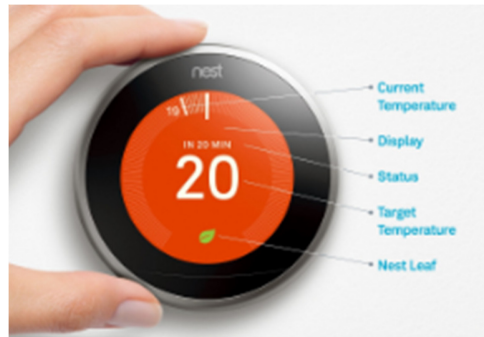 nest
19
IN 20 MIN
20
Current
Temperature
Display
Status
Target
Temperature
Nest Leaf